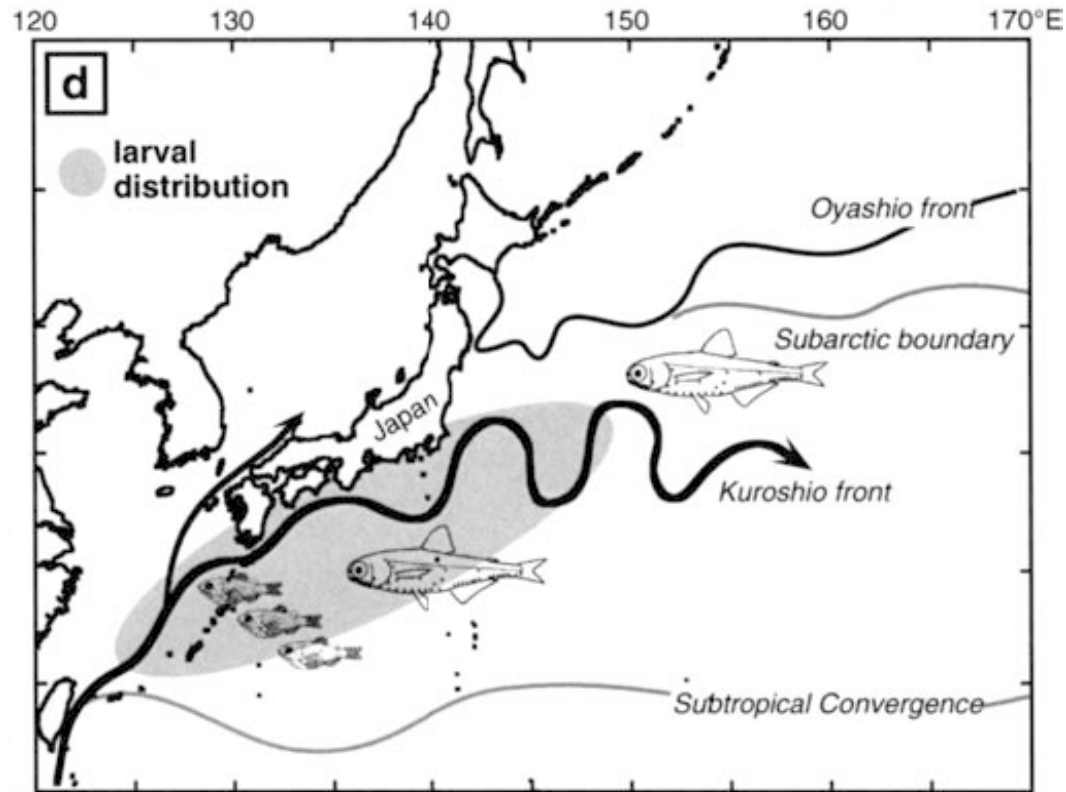 120 130 140 150 160 170°E
d
larval
distribution
Oyashio front
Subarctic boundary
Japan
Kuroshio front
Subtropical Convergence